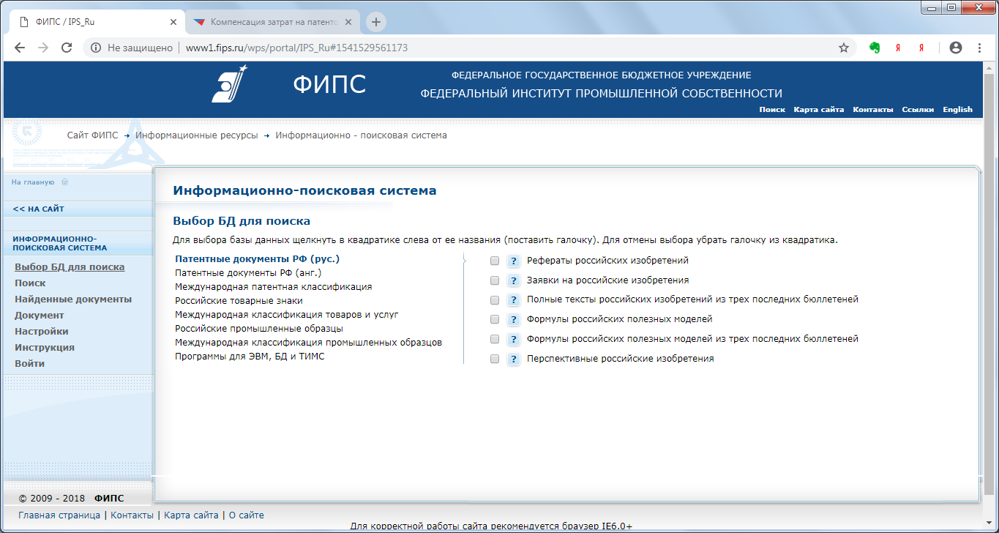 ФИПС / IPS_Ru
Компенсация затрат на патент
Не защищено
www1.fips.ru/wps/portal/IPS_Ru#1541529561173
ФИПС
ФЕДЕРАЛЬНОЕ ГОСУДАРСТВЕННОЕ БЮДЖЕТНОЕ УЧРЕЖДЕНИЕ
ФЕДЕРАЛЬНЫЙ ИНСТИТУТ ПРОМЫШЛЕННОЙ СОБСТВЕННОСТИ
Поиск Карта сайта Контакты Ссылки English
Сайт ФИПС → Информационные ресурсы → Информационно - поисковая система
На главную
<< НА САЙТ
ИНФОРМАЦИОННО-
ПОИСКОВАЯ СИСТЕМА
Выбор БД для поиска
Поиск
Найденные документы
Документ
Настройки
Инструкция
Войти
Информационно-поисковая система
Выбор БД для поиска
Для выбора базы данных щелкнуть в квадратике слева от ее названия (поставить галочку). Для отмены выбора убрать галочку из квадратика.
Патентные документы РФ (рус.)
Патентные документы РФ (анг.)
Международная патентная классификация
Российские товарные знаки
Международная классификация товаров и услуг
Российские промышленные образцы
Международная классификация промышленных образцов
Программы для ЭВМ, БД и ТИМС
? Рефераты российских изобретений
? Заявки на российские изобретения
? Полные тексты российских изобретений из трех последних бюллетеней
? Формулы российских полезных моделей
? Формулы российских полезных моделей из трех последних бюллетеней
? Перспективные российские изобретения
© 2009 - 2018 ФИПС
Главная страница | Контакты | Карта сайта | О сайте
Для корректной работы сайта рекомендуется браузер IE6.0+